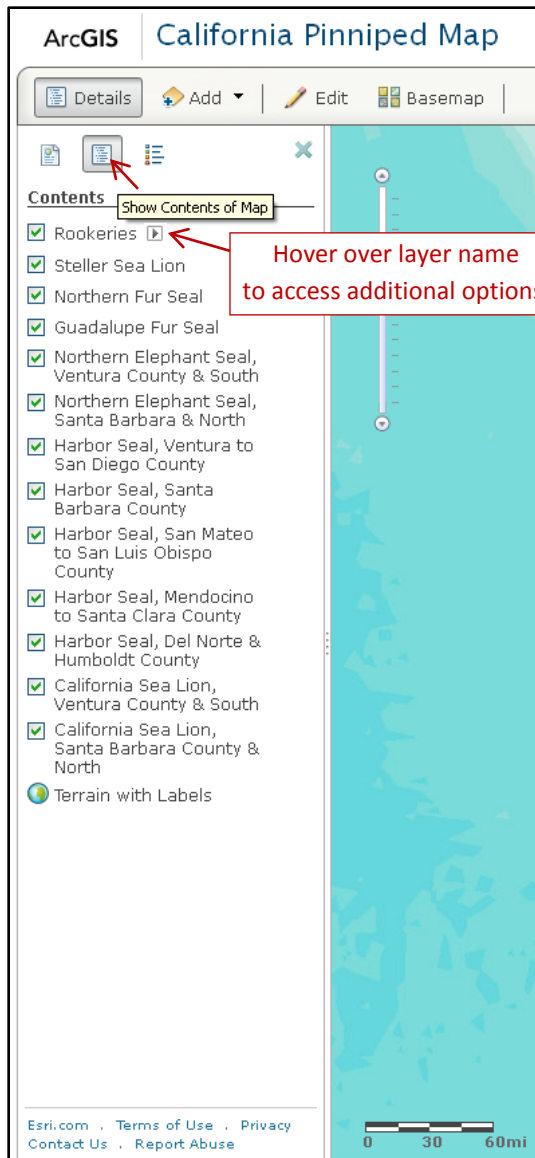 ArcGIS California Pinniped Map
Details Add Edit Basemap
Show Contents of Map
Contents
Rookeries
Hover over layer name
to access additional options
Steller Sea Lion
Northern Fur Seal
Guadalupe Fur Seal
Northern Elephant Seal,
Ventura County & South
Northern Elephant Seal,
Santa Barbara & North
Harbor Seal, Ventura to
San Diego County
Harbor Seal, Santa
Barbara County
Harbor Seal, San Mateo
to San Luis Obispo
County
Harbor Seal, Mendocino
to Santa Clara County
Harbor Seal, Del Norte &
Humboldt County
California Sea Lion,
Ventura County & South
California Sea Lion,
Santa Barbara County &
North
Terrain with Labels
Esri.com . Terms of Use . Privacy
Contact Us . Report Abuse
0 30 60mi